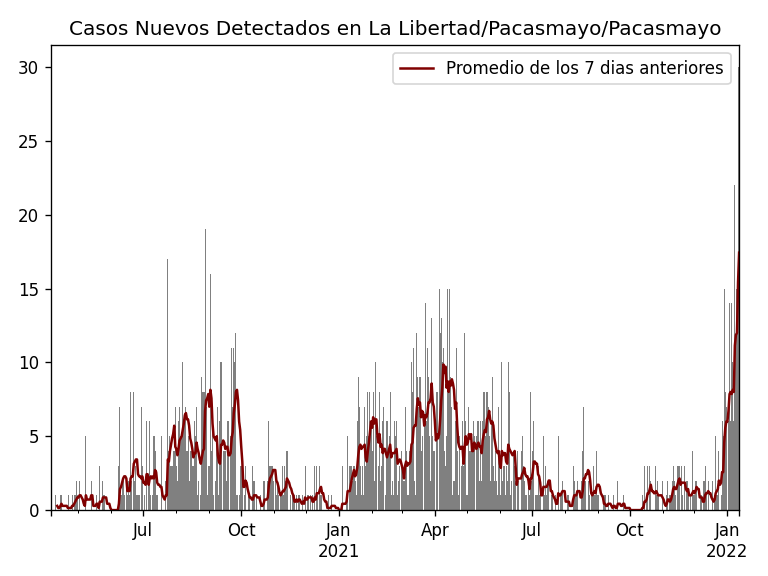 Casos Nuevos Detectados en La Libertad/Pacasmayo/Pacasmayo
Promedio de los 7 dias anteriores
30
25
20
15
10
5
0
Jul Oct Jan Apr Jul Oct Jan
2021 2022